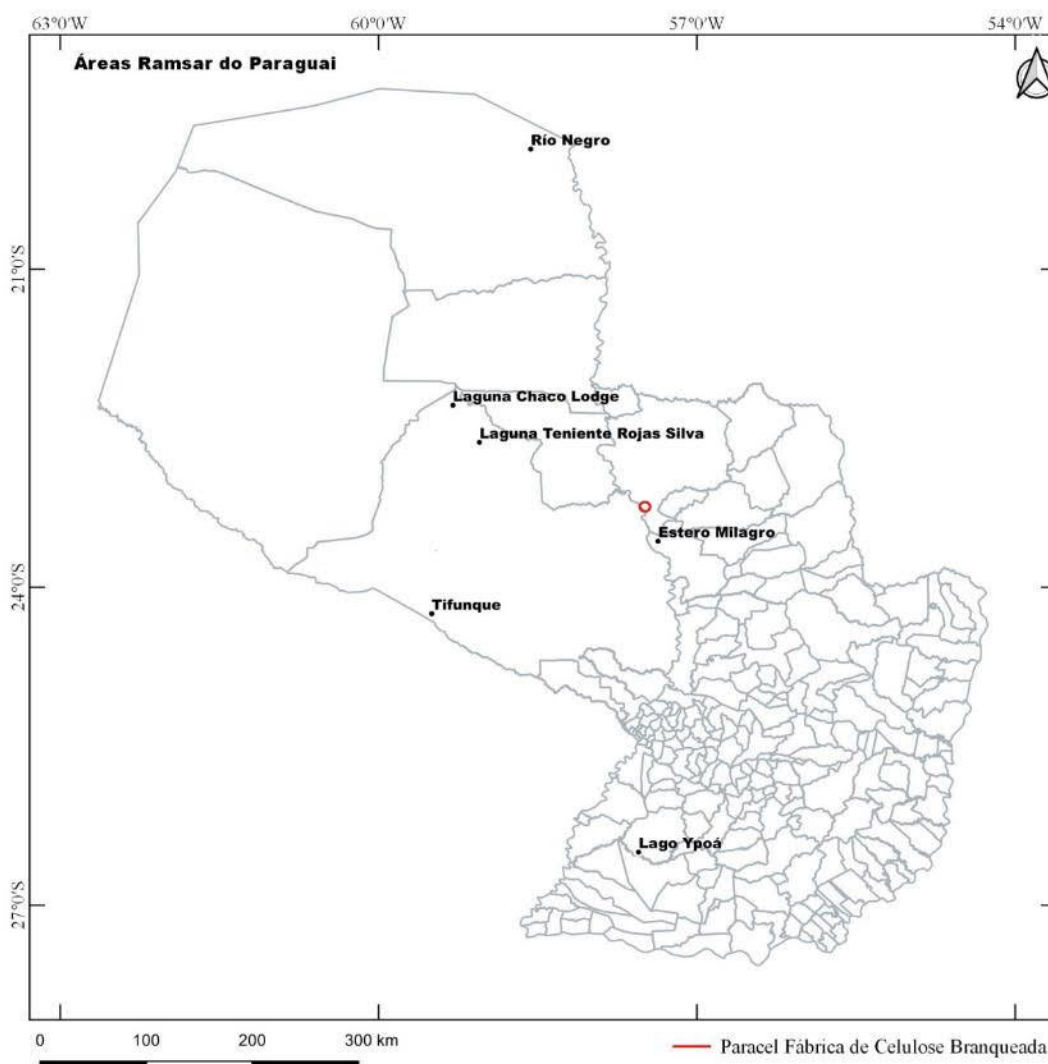 63°0'W 60°0'W 57°0'W 54°0'W
Áreas Ramsar do Paraguai
Río Negro
21°0'S
Laguna Chaco Lodge
Laguna Teniente Rojas Silva
Estero Milagro
24°0'S
Tifunque
Lago Ypoá
27°0'S
0 100 200 300 km
Paracel Fábrica de Celulose Branqueada